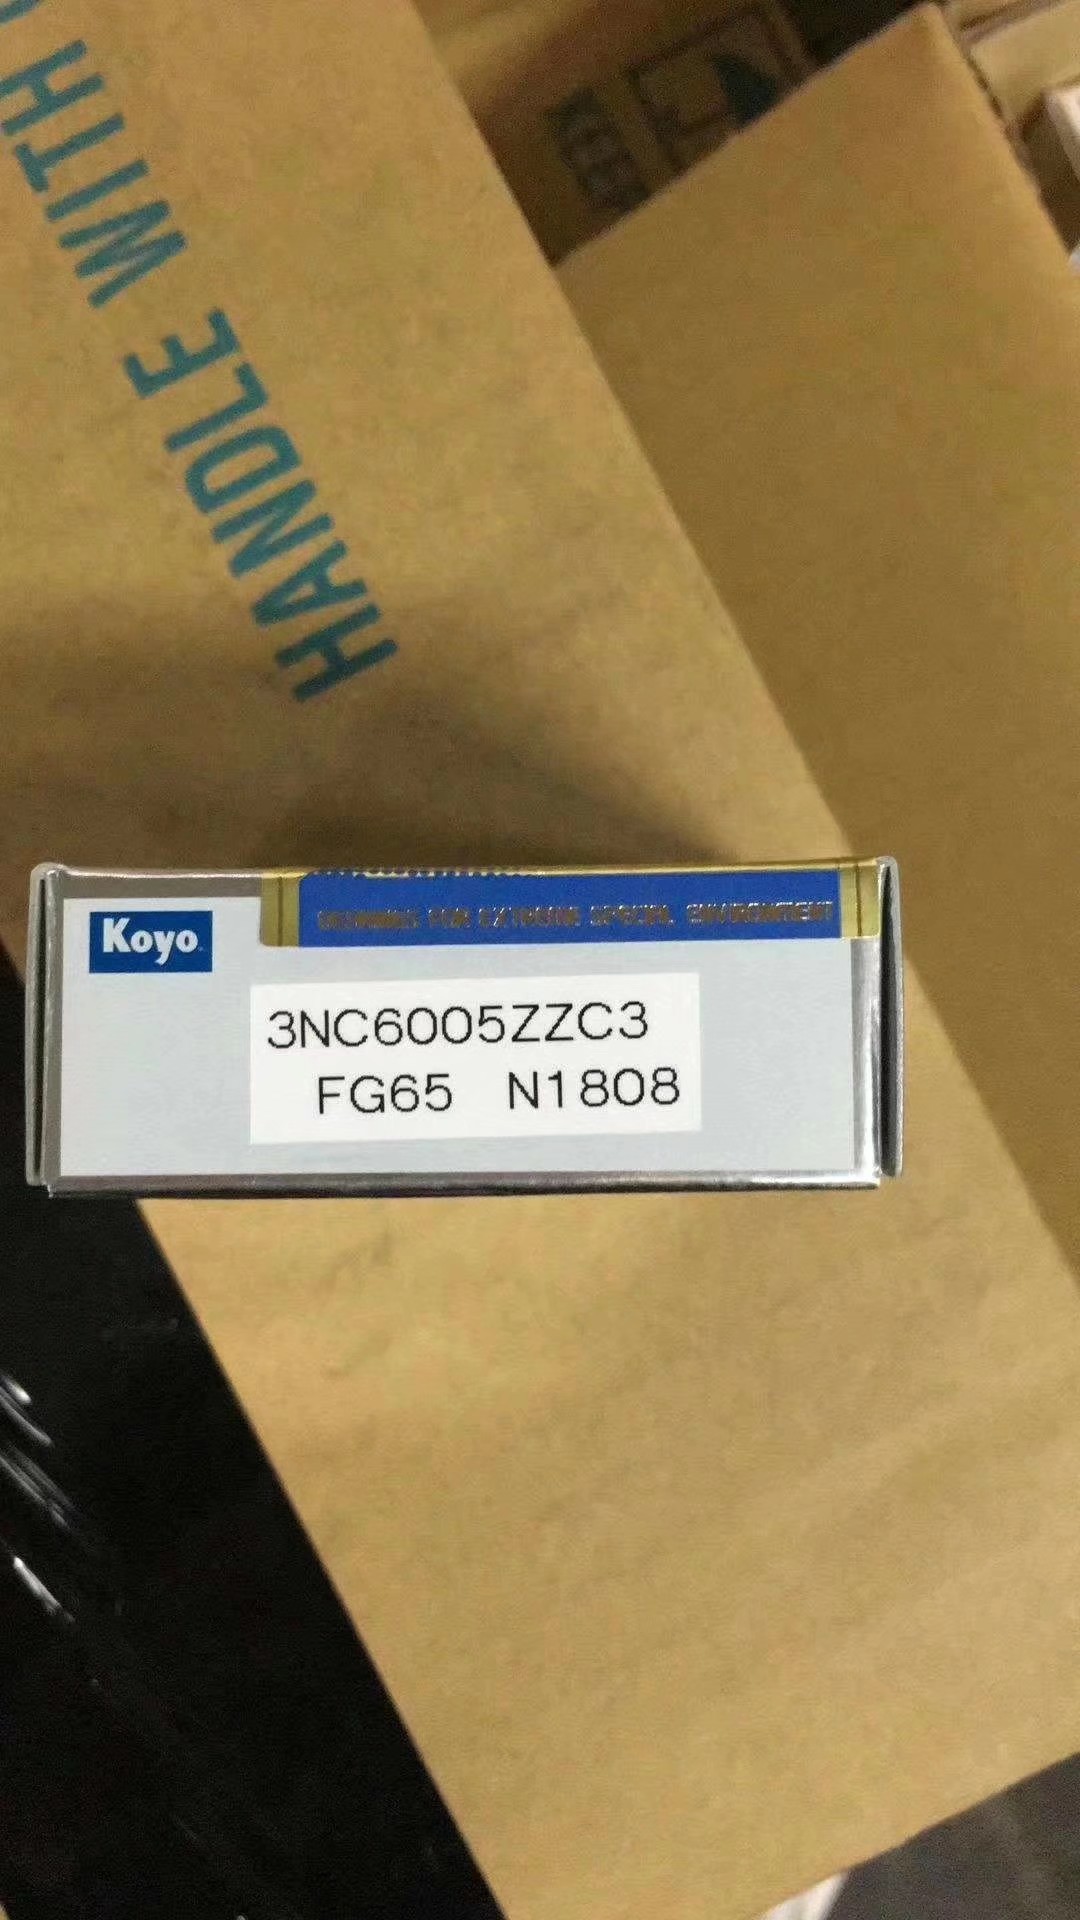 HANDLE WITH
Koyo
BEARINGS FOR EXTREME SPECIAL ENVIRONMENT
3NC6005ZZC3
FG65 N1808